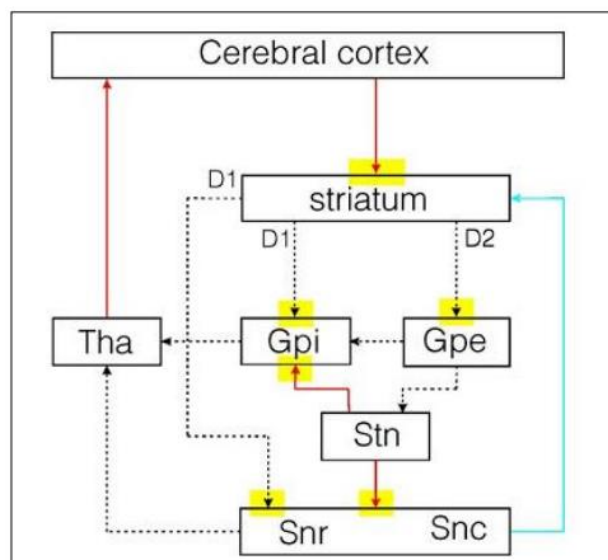 Cerebral cortex
D1
striatum
D1
D2
Tha
Gpi
Gpe
Stn
Snr
Snc